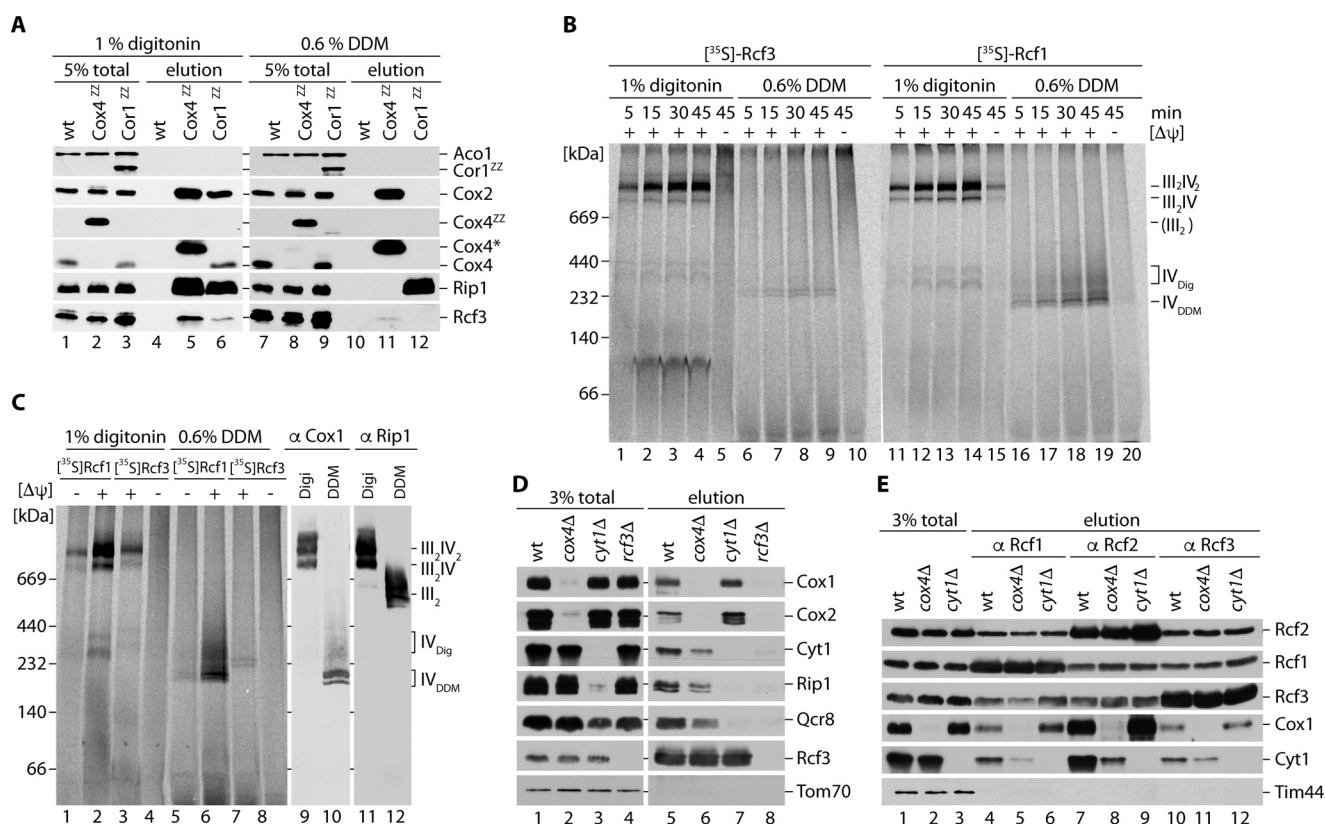 A
1 % digitonin 0.6 % DDM
5% total elution 5% total elution
wt Cox4ZZ Cor1ZZ wt Cox4ZZ Cor1ZZ wt Cox4ZZ Cor1ZZ wt Cox4ZZ Cor1ZZ
Aco1
Cor1ZZ
Cox2
Cox4ZZ
Cox4*
Cox4
Rip1
Rcf3
1 2 3 4 5 6 7 8 9 10 11 12
B
[35S]-Rcf3 [35S]-Rcf1
1% digitonin 0.6% DDM 1% digitonin 0.6% DDM
5 15 30 45 45 5 15 30 45 45 5 15 30 45 45 5 15 30 45 45 min
+ + + + - + + + + - + + + + - + + + + - [Δψ]
[kDa]
III2IV2
III2IV
669
(III2)
440
IVDig
232
IVDDM
140
66
1 2 3 4 5 6 7 8 9 10 11 12 13 14 15 16 17 18 19 20
C
1% digitonin 0.6% DDM α Cox1 α Rip1
[35S]Rcf1 [35S]Rcf3 [35S]Rcf1 [35S]Rcf3 Digi DDM Digi DDM
[Δψ] - + + - - + + -
[kDa]
III2IV2
III2IV
669
III2
440
IVDig
232
IVDDM
140
66
1 2 3 4 5 6 7 8 9 10 11 12
D
3% total elution
wt cox4Δ cyt1Δ rcf3Δ wt cox4Δ cyt1Δ rcf3Δ
Cox1
Cox2
Cyt1
Rip1
Qcr8
Rcf3
Tom70
1 2 3 4 5 6 7 8
E
3% total elution
α Rcf1 α Rcf2 α Rcf3
wt cox4Δ cyt1Δ wt cox4Δ cyt1Δ wt cox4Δ cyt1Δ wt cox4Δ cyt1Δ
Rcf2
Rcf1
Rcf3
Cox1
Cyt1
Tim44
1 2 3 4 5 6 7 8 9 10 11 12